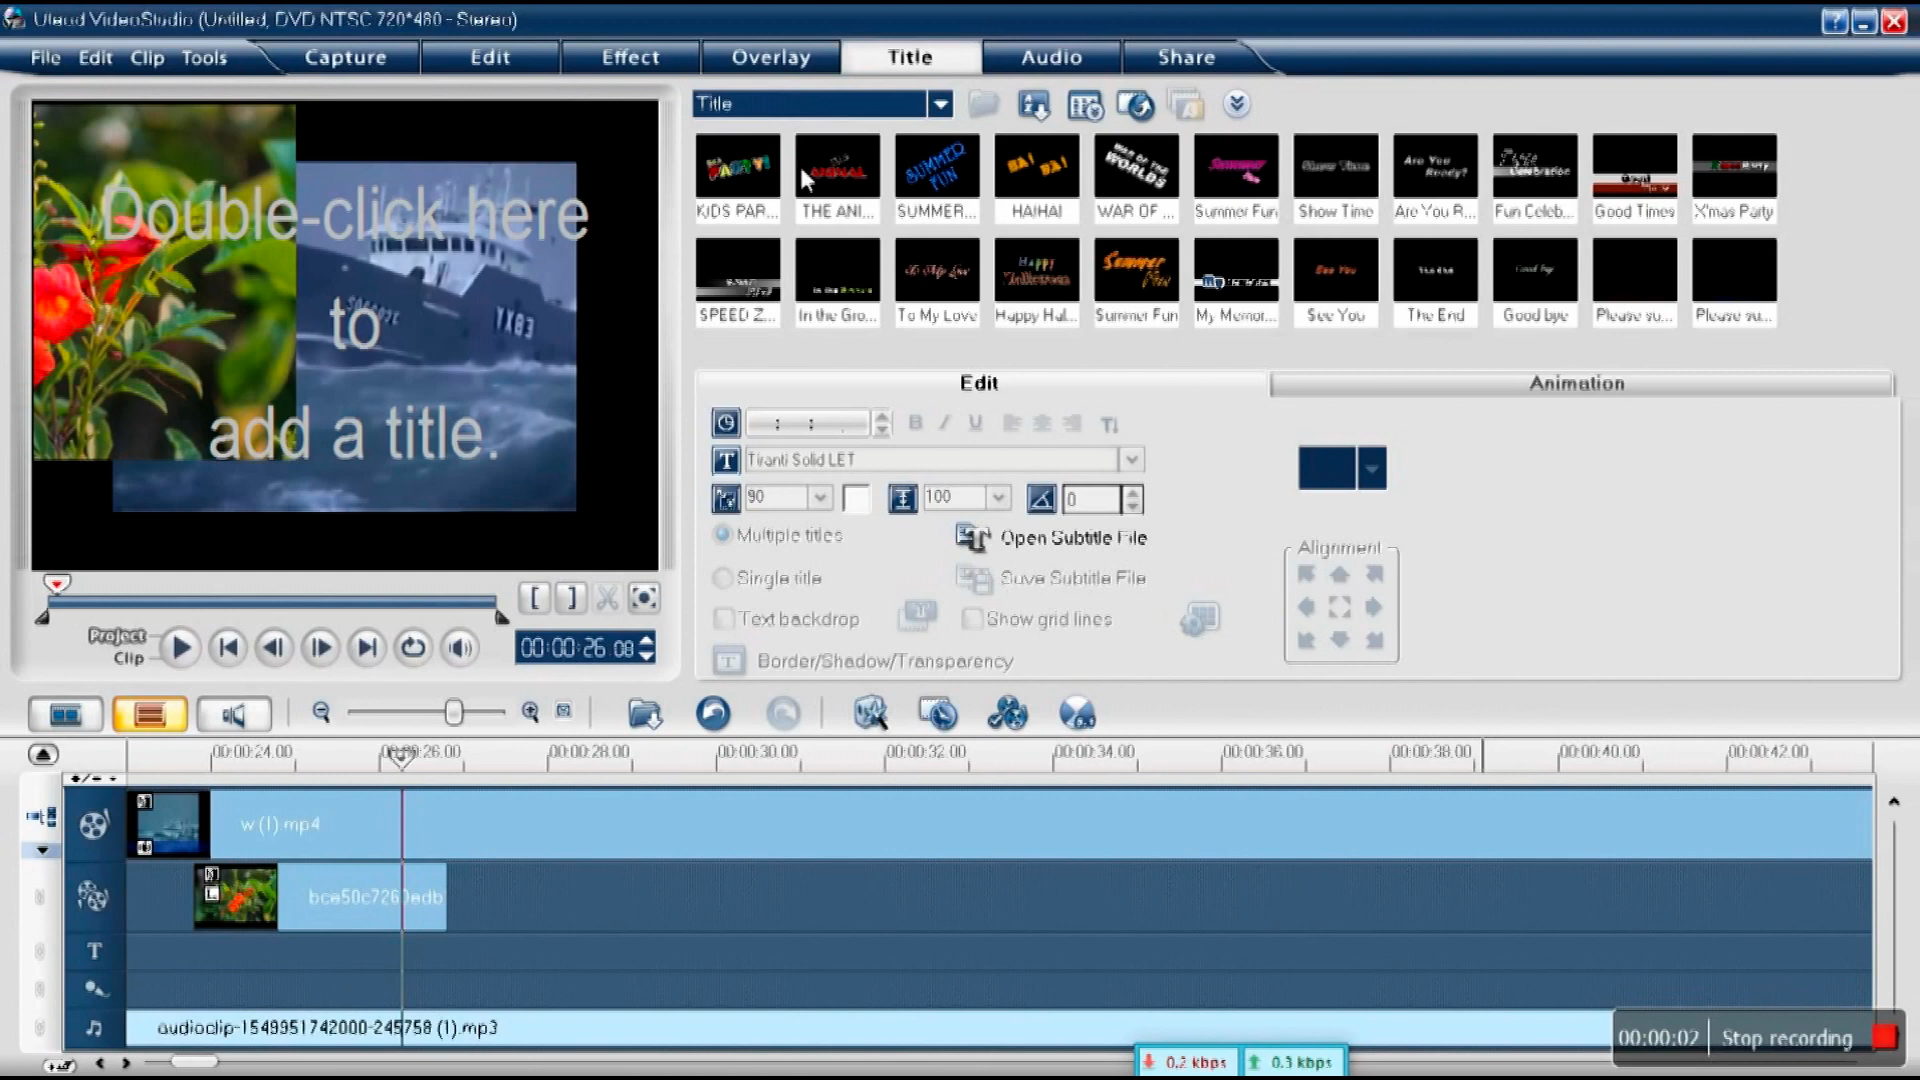 Ulead VideoStudio (Untitled, DVD NTSC 720*480 - Stereo)
File Edit Clip Tools Capture Edit Effect Overlay Title Audio Share
Title
Double-click here
to
add a title.
KIDS PAR... THE ANI... SUMMER... HA!HA! WAR OF ... Summer Fun Show Time Are You R... Fun Celeb... Good Times X'mas Party
SPEED Z... In the Gro... To My Love Happy Hal... Summer Fun My Memor... See You The End Good bye Please su... Please su...
Edit Animation
: : .
B I U
Tiranti Solid LET
90 100 0
Multiple titles Open Subtitle File
Single title Save Subtitle File
Text backdrop Show grid lines
Border/Shadow/Transparency
Alignment
Project
Clip
00:00:26.08
00:00:24.00 00:00:26.00 00:00:28.00 00:00:30.00 00:00:32.00 00:00:34.00 00:00:36.00 00:00:38.00 00:00:40.00 00:00:42.00
w (1).mp4
bce50c7260edb
T
audioclip-1549951742000-245758 (1).mp3
00:00:02 Stop recording
0.2 kbps 0.3 kbps